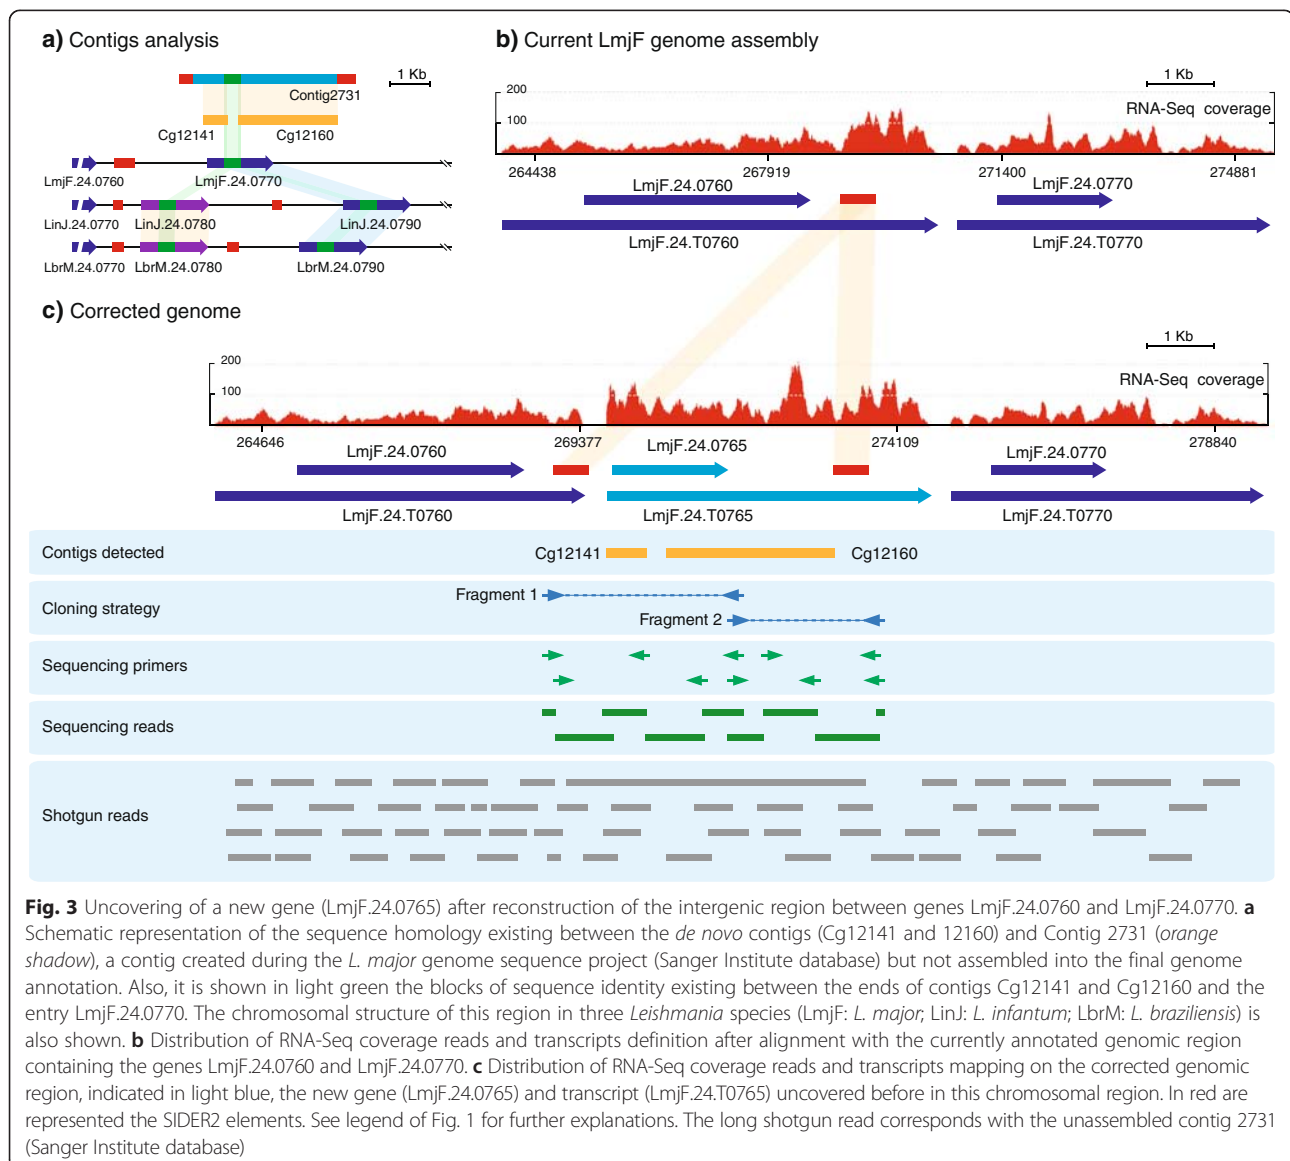 a) Contigs analysis
1 Kb
Contig2731
Cg12141
Cg12160
LmjF.24.0760
LmjF.24.0770
LinJ.24.0770
LinJ.24.0780
LinJ.24.0790
LbrM.24.0770
LbrM.24.0780
LbrM.24.0790
b) Current LmjF genome assembly
1 Kb
200
100
RNA-Seq coverage
264438
267919
271400
274881
LmjF.24.0760
LmjF.24.0770
LmjF.24.T0760
LmjF.24.T0770
c) Corrected genome
1 Kb
200
100
RNA-Seq coverage
264646
269377
274109
278840
LmjF.24.0760
LmjF.24.0765
LmjF.24.0770
LmjF.24.T0760
LmjF.24.T0765
LmjF.24.T0770
Contigs detected
Cg12141
Cg12160
Cloning strategy
Fragment 1
Fragment 2
Sequencing primers
Sequencing reads
Shotgun reads
Fig. 3 Uncovering of a new gene (LmjF.24.0765) after reconstruction of the intergenic region between genes LmjF.24.0760 and LmjF.24.0770. a
Schematic representation of the sequence homology existing between the de novo contigs (Cg12141 and 12160) and Contig 2731 (orange
shadow), a contig created during the L. major genome sequence project (Sanger Institute database) but not assembled into the final genome
annotation. Also, it is shown in light green the blocks of sequence identity existing between the ends of contigs Cg12141 and Cg12160 and the
entry LmjF.24.0770. The chromosomal structure of this region in three Leishmania species (LmjF: L. major; LinJ: L. infantum; LbrM: L. braziliensis) is
also shown. b Distribution of RNA-Seq coverage reads and transcripts definition after alignment with the currently annotated genomic region
containing the genes LmjF.24.0760 and LmjF.24.0770. c Distribution of RNA-Seq coverage reads and transcripts mapping on the corrected genomic
region, indicated in light blue, the new gene (LmjF.24.0765) and transcript (LmjF.24.T0765) uncovered before in this chromosomal region. In red are
represented the SIDER2 elements. See legend of Fig. 1 for further explanations. The long shotgun read corresponds with the unassembled contig 2731
(Sanger Institute database)